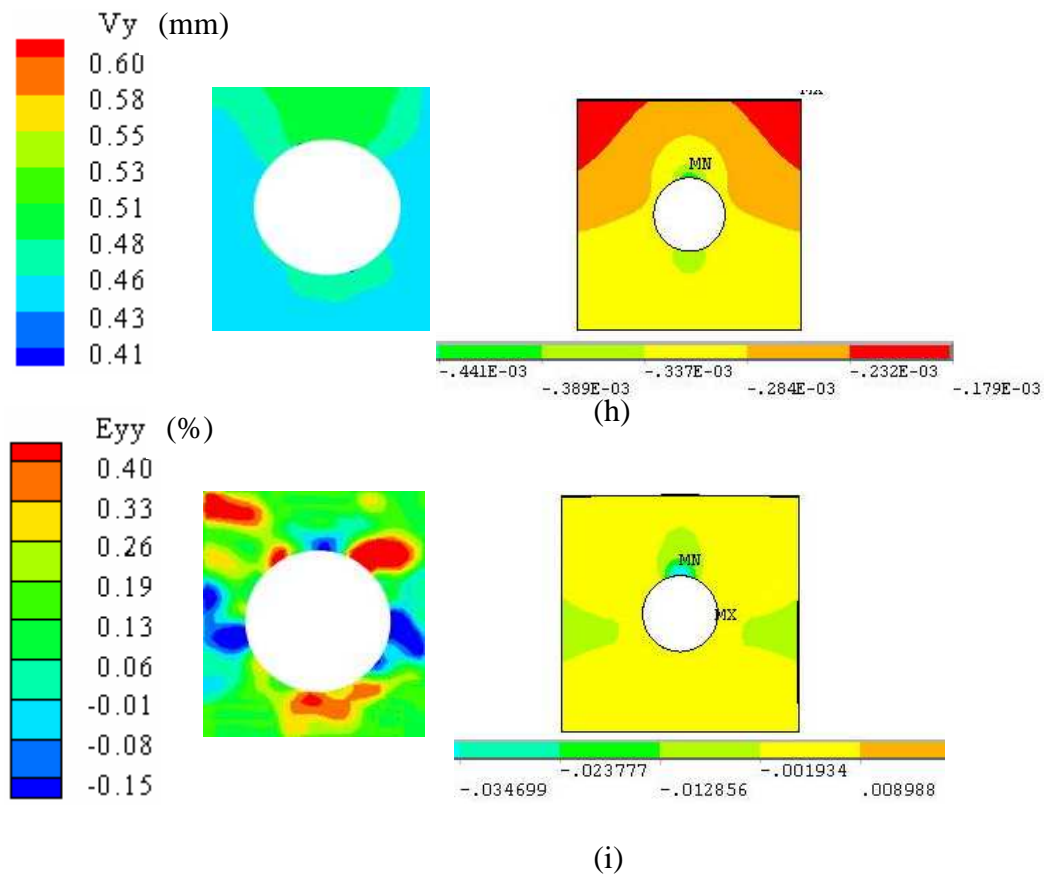 Vy (mm)
0.60
0.58
0.55
0.53
0.51
0.48
0.46
0.43
0.41
MX
MN
-.441E-03
-.389E-03
-.337E-03
-.284E-03
-.232E-03
-.179E-03
(h)
Eyy (%)
0.40
0.33
0.26
0.19
0.13
0.06
-0.01
-0.08
-0.15
MN
MX
-.034699
-.023777
-.012856
-.001934
.008988
(i)